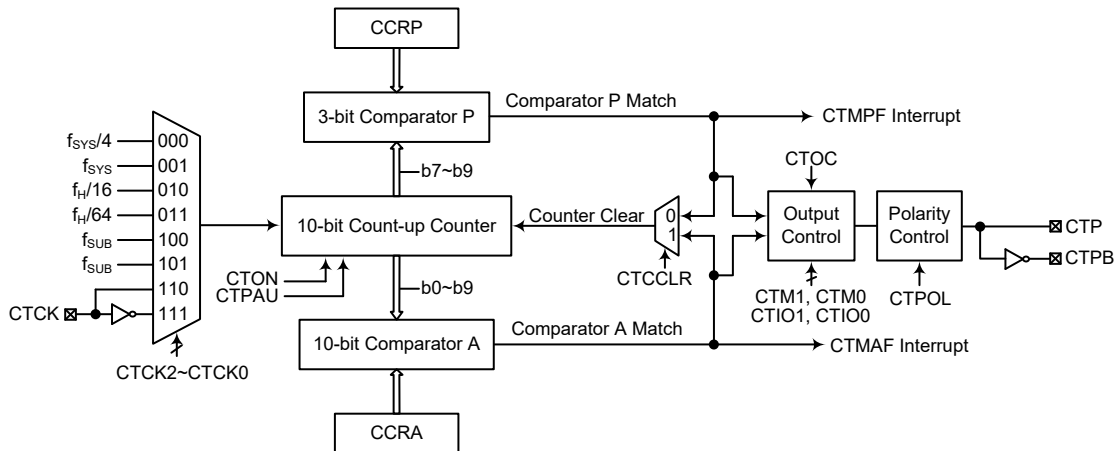 CCRP
3-bit Comparator P
Comparator P Match
CTMPF Interrupt
b7~b9
fSYS/4
fSYS
fH/16
fH/64
fSUB
fSUB
000
001
010
011
100
101
110
111
CTCK
CTCK2~CTCK0
10-bit Count-up Counter
CTON
CTPAU
Counter Clear
0
1
CTCCLR
CTOC
Output
Control
CTM1, CTM0
CTIO1, CTIO0
Polarity
Control
CTPOL
CTP
CTPB
b0~b9
10-bit Comparator A
Comparator A Match
CTMAF Interrupt
CCRA